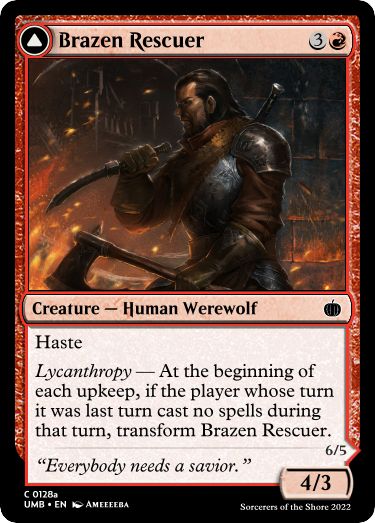 Brazen Rescuer 3
Creature — Human Werewolf
Haste
Lycanthropy — At the beginning of
each upkeep, if the player whose turn
it was last turn cast no spells during
that turn, transform Brazen Rescuer.
6/5
“Everybody needs a savior.”
4/3
C 0128a
UMB • EN AMEEEEBA
Sorcerers of the Shore 2022